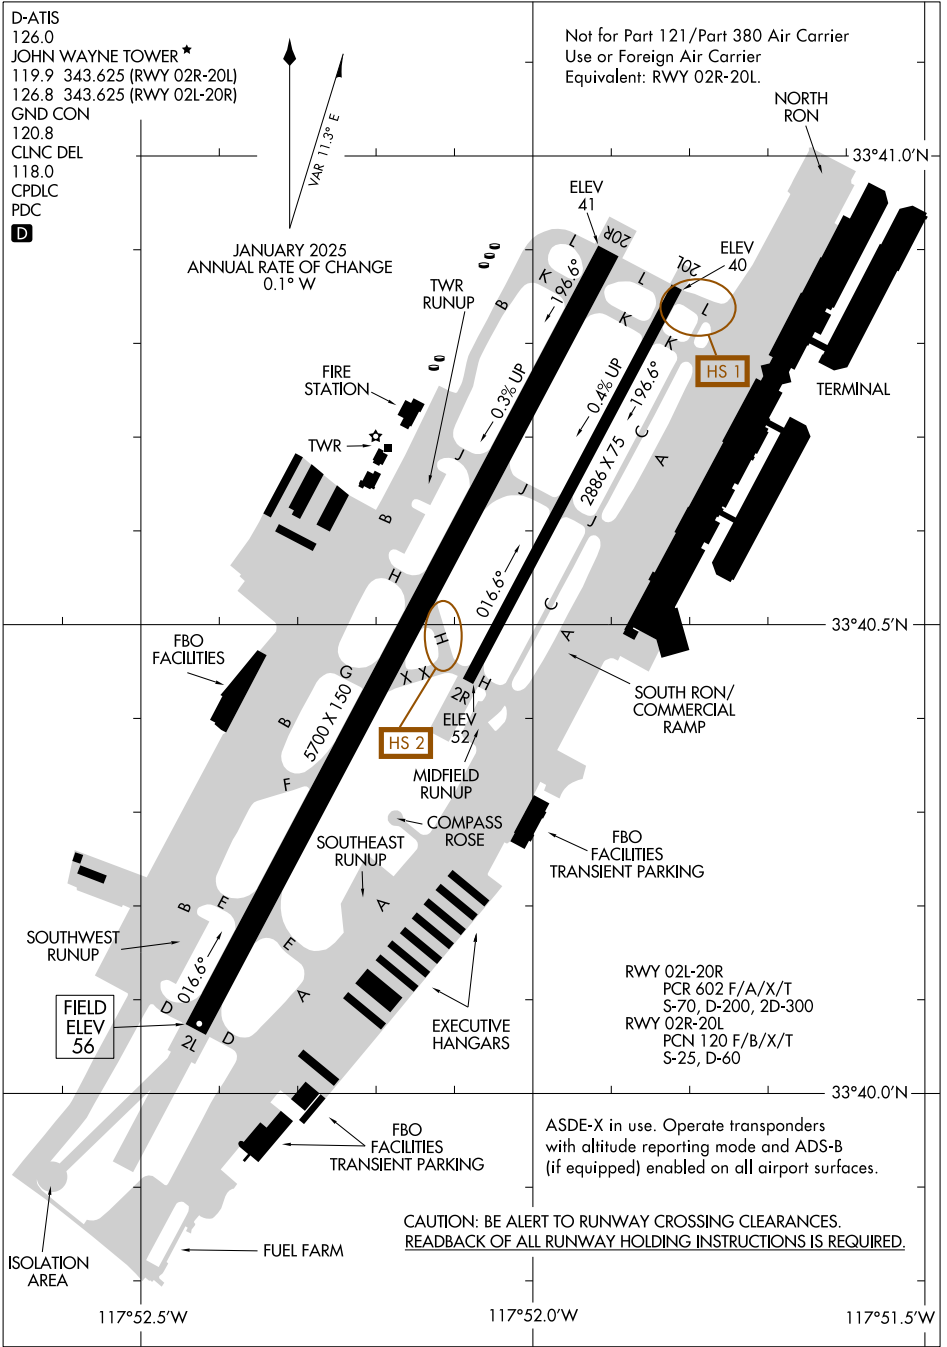 D-ATIS
126.0
JOHN WAYNE TOWER ★
119.9 343.625 (RWY 02R-20L)
126.8 343.625 (RWY 02L-20R)
GND CON
120.8
CLNC DEL
118.0
CPDLC
PDC
D
VAR 11.3° E
JANUARY 2025
ANNUAL RATE OF CHANGE
0.1° W
Not for Part 121/Part 380 Air Carrier
Use or Foreign Air Carrier
Equivalent: RWY 02R-20L.
NORTH
RON
33°41.0'N
ELEV
41
20R
L
ELEV
40
20L
L
L
K
196.6°
B
K
K
HS 1
TWR
RUNUP
FIRE
STATION
TWR
0.3% UP
0.4% UP
196.6°
2886 X 75
TERMINAL
C
A
J
J
J
B
H
016.6°
C
A
33°40.5'N
H
FBO
FACILITIES
G
X
X
H
2R
ELEV
52
HS 2
SOUTH RON/
COMMERCIAL
RAMP
B
5700 X 150
F
MIDFIELD
RUNUP
COMPASS
ROSE
SOUTHEAST
RUNUP
FBO
FACILITIES
TRANSIENT PARKING
B
E
A
E
SOUTHWEST
RUNUP
016.6°
A
FIELD
ELEV
56
D
D
2L
EXECUTIVE
HANGARS
RWY 02L-20R
PCR 602 F/A/X/T
S-70, D-200, 2D-300
RWY 02R-20L
PCN 120 F/B/X/T
S-25, D-60
33°40.0'N
FBO
FACILITIES
TRANSIENT PARKING
ASDE-X in use. Operate transponders
with altitude reporting mode and ADS-B
(if equipped) enabled on all airport surfaces.
CAUTION: BE ALERT TO RUNWAY CROSSING CLEARANCES.
READBACK OF ALL RUNWAY HOLDING INSTRUCTIONS IS REQUIRED.
FUEL FARM
ISOLATION
AREA
117°52.5'W
117°52.0'W
117°51.5'W